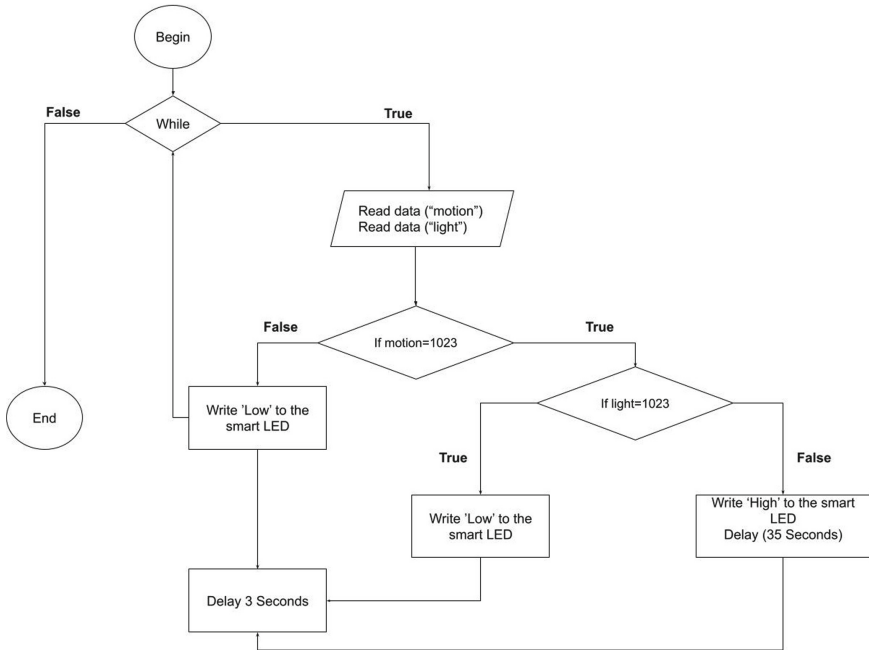 Begin
False
True
While
Read data (“motion”)
Read data (“light”)
False
True
If motion=1023
Write ’Low’ to the
smart LED
End
If light=1023
True
False
Write ’Low’ to the
smart LED
Write ‘High’ to the smart
LED
Delay (35 Seconds)
Delay 3 Seconds